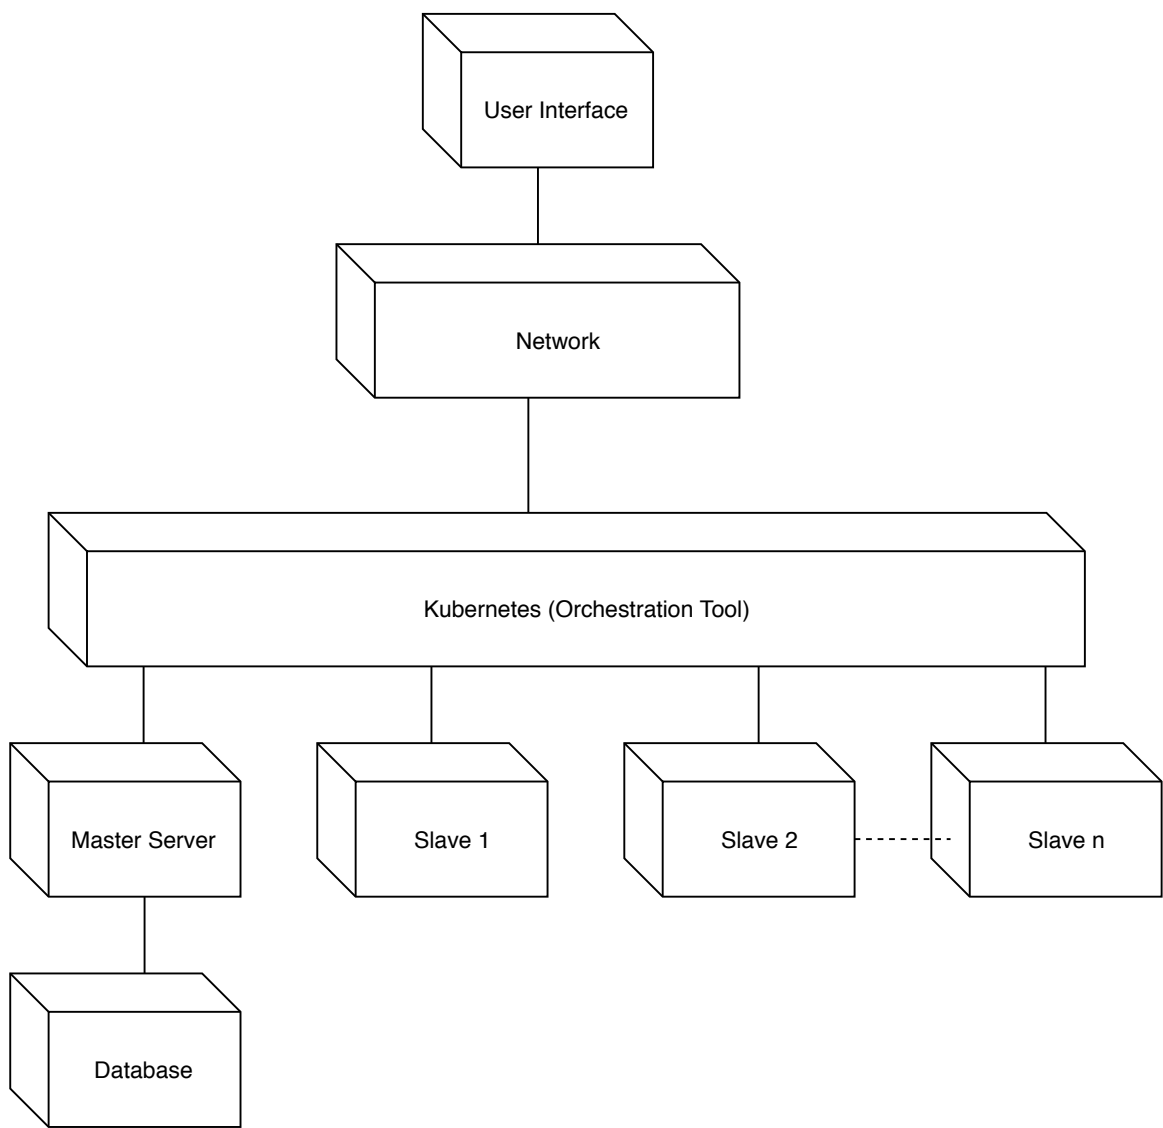 User Interface
Network
Kubernetes (Orchestration Tool)
Master Server
Slave 1
Slave 2
Slave n
Database